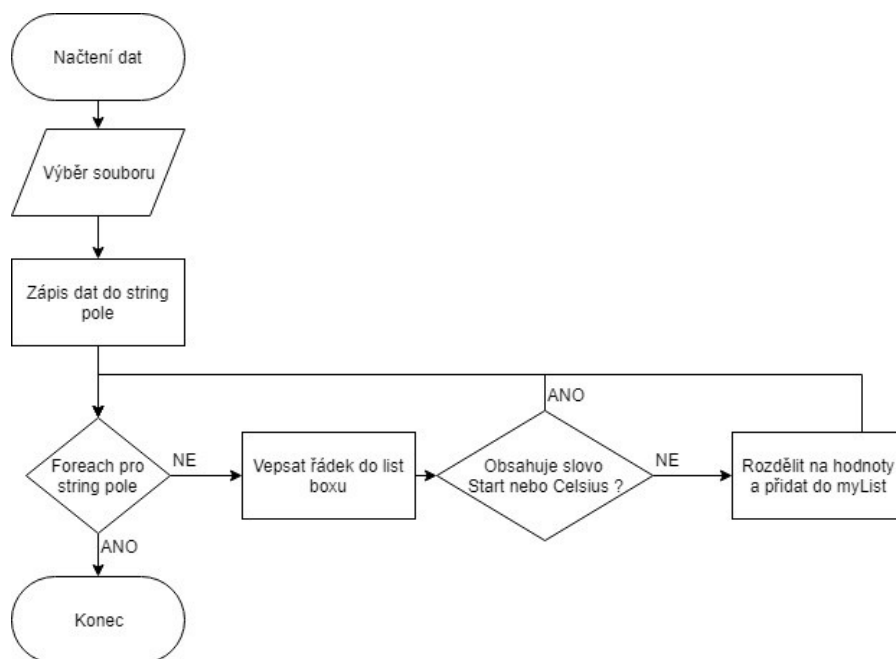 Načtení dat
Výběr souboru
Zápis dat do string
pole
ANO
Foreach pro
string pole
NE
Vepsat řádek do list
boxu
Obsahuje slovo
Start nebo Celsius ?
NE
Rozdělit na hodnoty
a přidat do myList
ANO
Konec